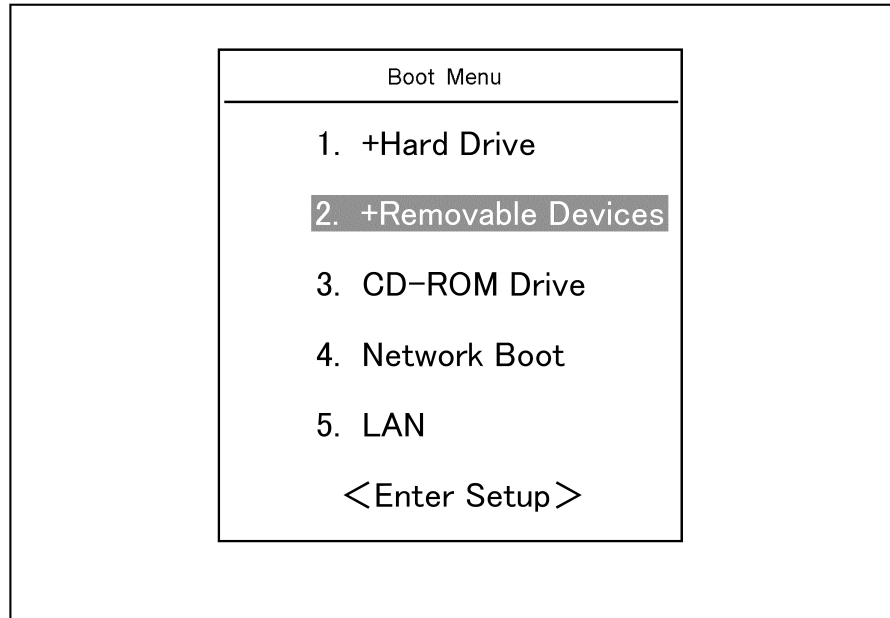 Boot Menu
1. +Hard Drive
2. +Removable Devices
3. CD-ROM Drive
4. Network Boot
5. LAN
<Enter Setup>